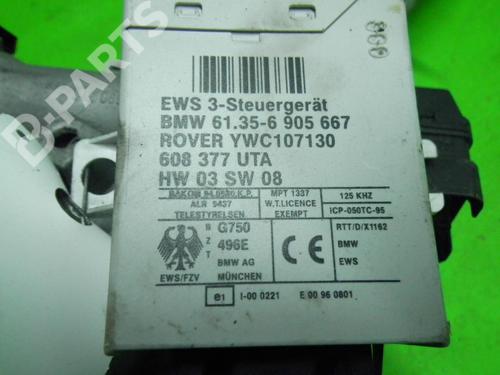 B-PARTS
EWS 3-Steuergerät
BMW 61.35-6 905 667
ROVER YWC107130
608 377 UTA
HW 03 SW 08
MPT 1337
W.T.LICENCE
EXEMPT
125 KHZ
ICP-050TC-95
ALR 5437
TELESTYRELSEN
B
Z
T
G750
496E
BMW AG
MÜNCHEN
EWS/FZV
CE
RTT/D/X1162
BMW
EWS
e1
I-00 0221
E 00 96 0801
B-PARTS